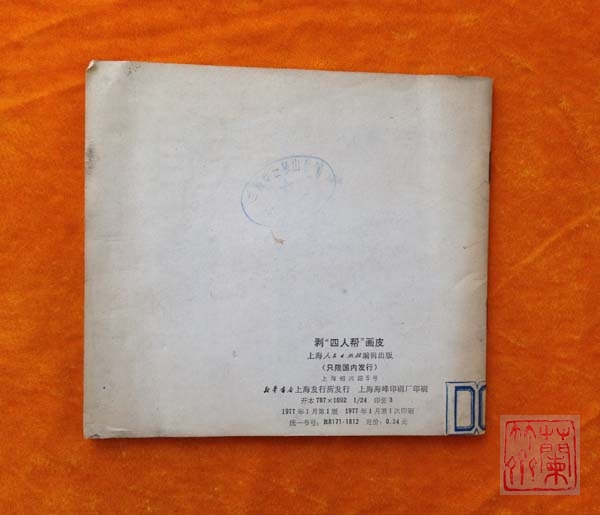 剥“四人帮”画皮
上海人民出版社编辑出版
（只限国内发行）
上海绍兴路5号
新华书店上海发行所发行 上海海峰印刷厂印刷
开本 787×1092 1/24 印张 3
1977年1月第1版 1977年1月第1次印刷
统一书号：R8171·1812 定价：0.34元